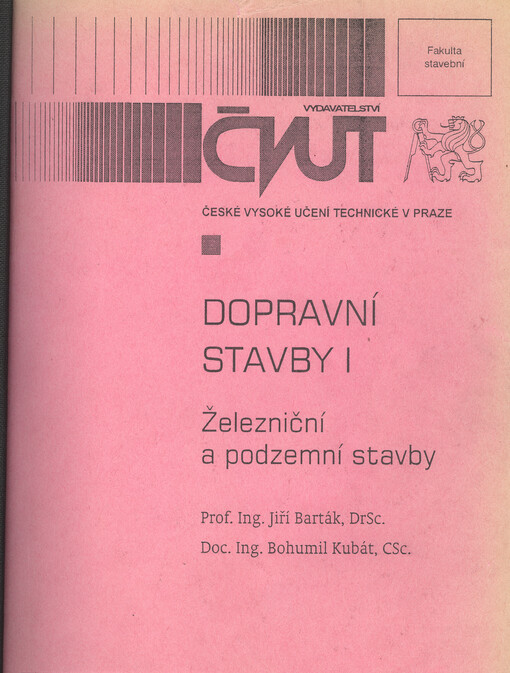 Fakulta
stavební
VYDAVATELSTVÍ
ČVUT
ČESKÉ VYSOKÉ UČENÍ TECHNICKÉ V PRAZE
DOPRAVNÍ
STAVBY I
Železniční
a podzemní stavby
Prof. Ing. Jiří Barták, DrSc.
Doc. Ing. Bohumil Kubát, CSc.